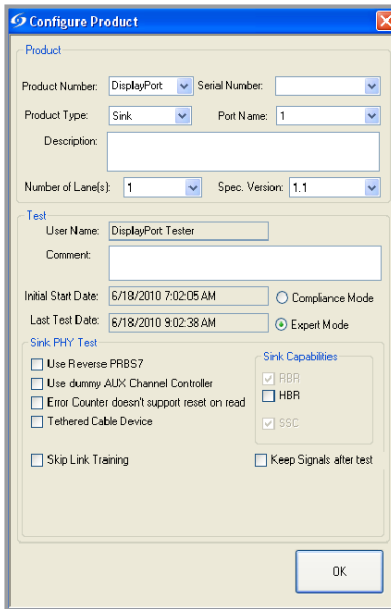 Configure Product
Product
Product Number: DisplayPort Serial Number:
Product Type: Sink Port Name: 1
Description:
Number of Lane(s): 1 Spec. Version: 1.1
Test
User Name: DisplayPort Tester
Comment:
Initial Start Date: 6/18/2010 7:02:05 AM Compliance Mode
Last Test Date: 6/18/2010 9:02:38 AM Expert Mode
Sink PHY Test
Use Reverse PRBS7
Use dummy AUX Channel Controller
Error Counter doesn't support reset on read
Tethered Cable Device
Sink Capabilities
RBR
HBR
SSC
Skip Link Training
Keep Signals after test
OK